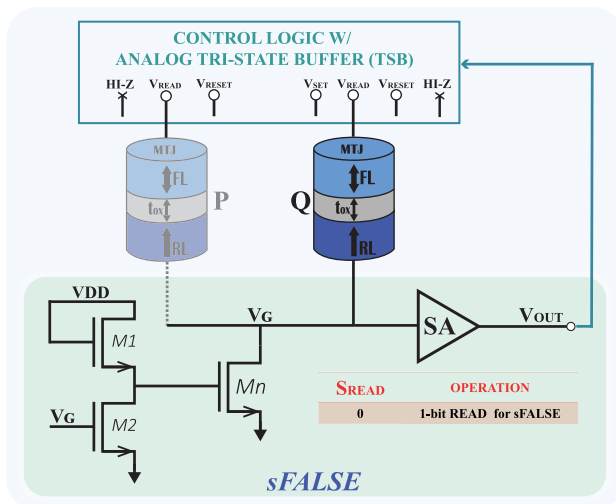 CONTROL LOGIC W/
ANALOG TRI-STATE BUFFER (TSB)
HI-Z VREAD VRESET VSET VREAD VRESET HI-Z
MTJ MTJ
FL FL
P Q
tox tox
RL RL
VDD
M1
VG
SA
VOUT
Mn
VG
M2
SREAD OPERATION
0 1-bit READ for sFALSE
sFALSE